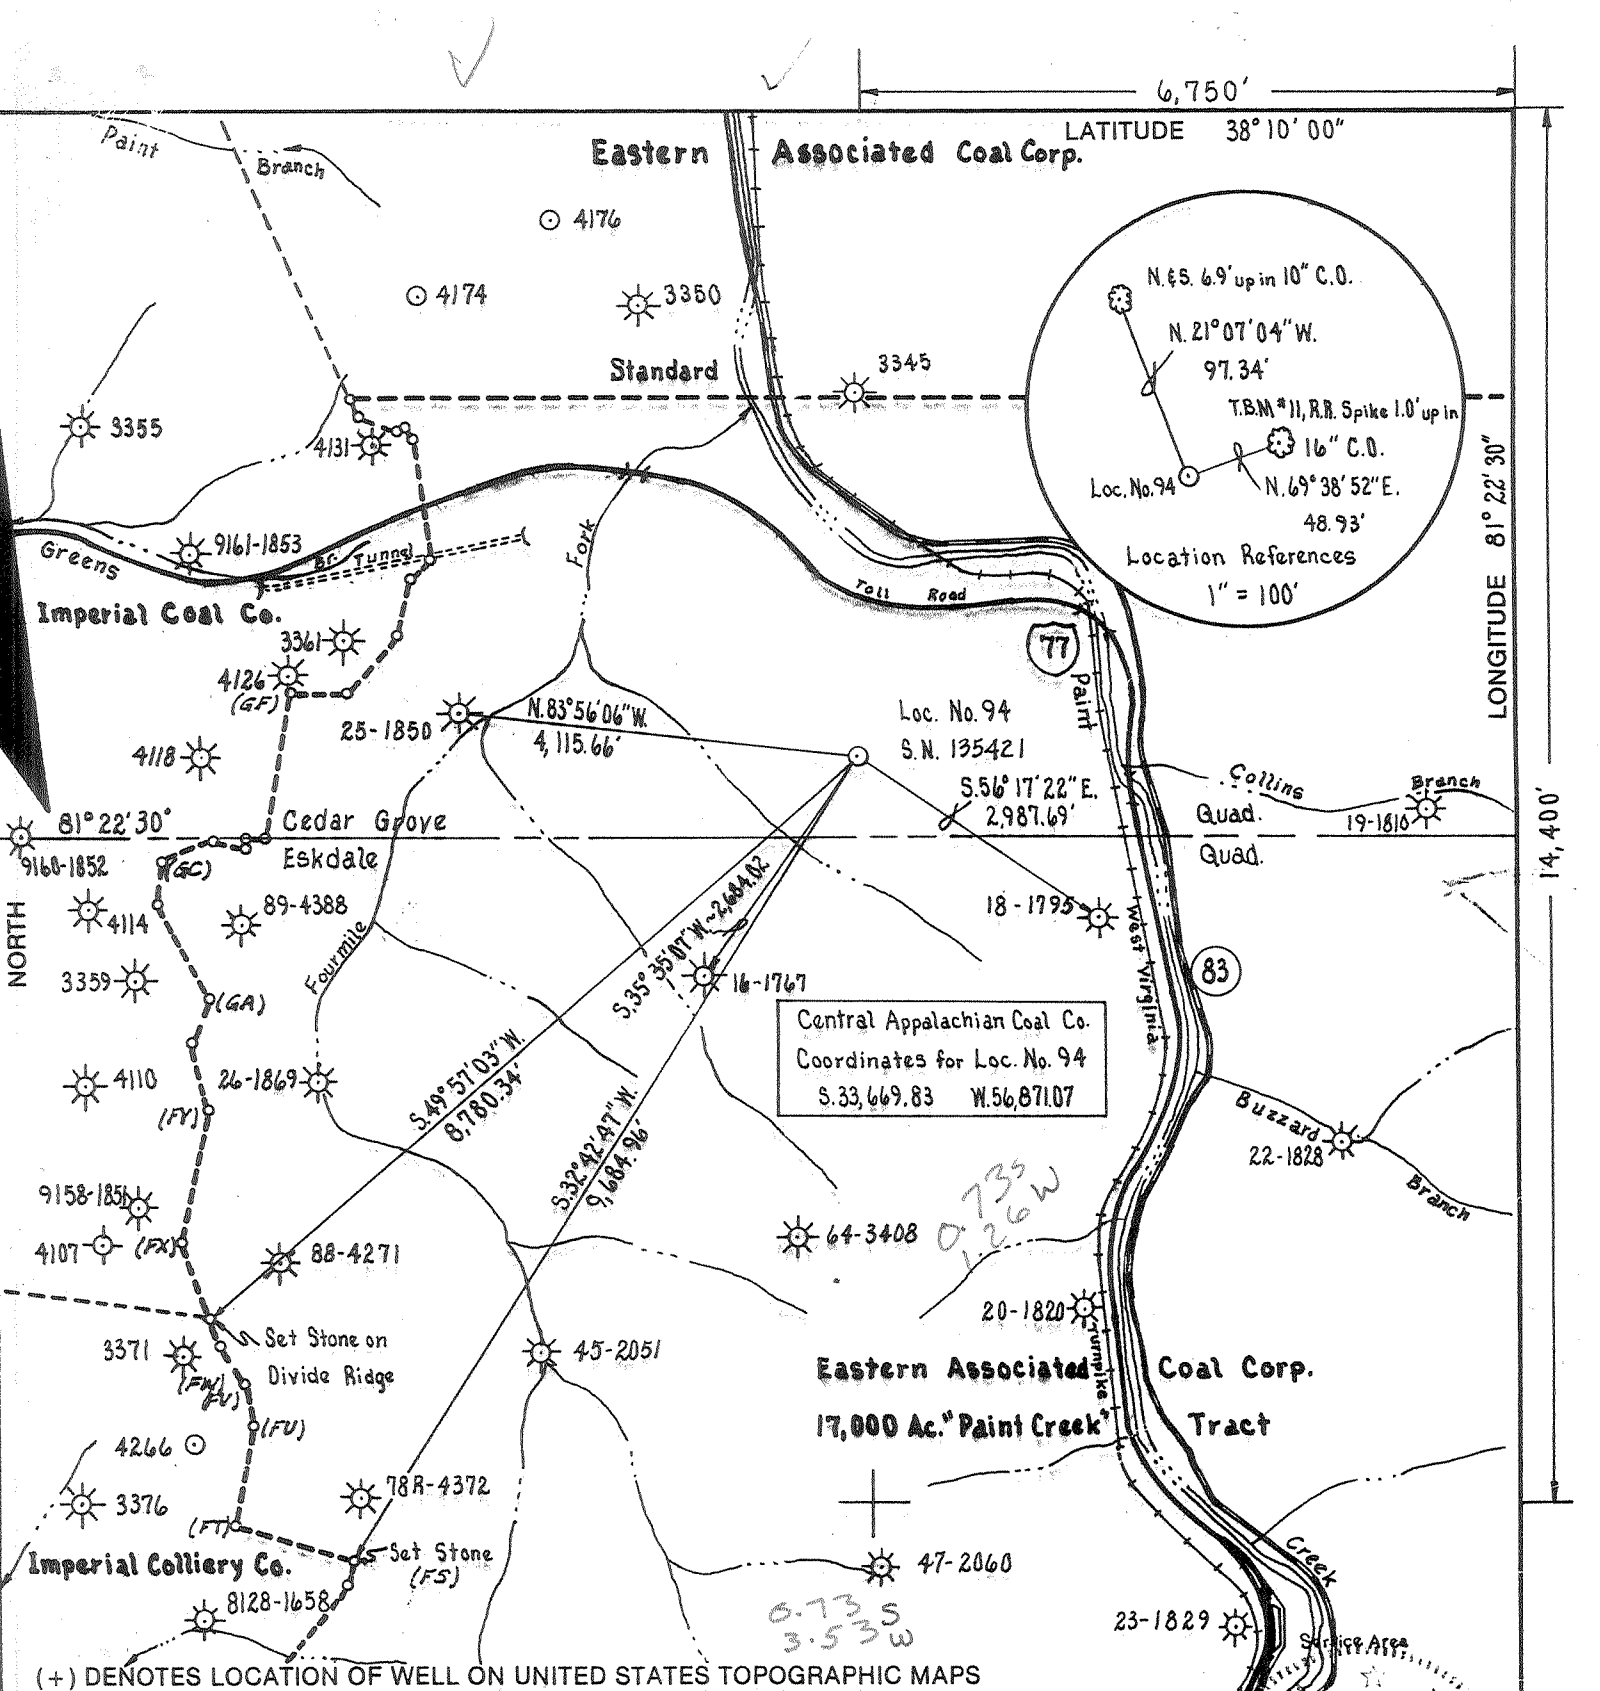 6,750'
LATITUDE 38° 10' 00"
Paint
Branch
Eastern Associated Coal Corp.
4176
4174
3350
N.&S. 6.9' up in 10" C.O.
N. 21° 07' 04" W.
97.34'
Standard
3345
T.B.M #11, R.R. Spike 1.0' up in
16" C.O.
Loc. No. 94
N. 69° 38' 52" E.
48.93'
Location References
1" = 100'
LONGITUDE 81° 22' 30"
3355
4131
9161-1853
Greens
Br. Tunnel
Fork
Toll Road
Imperial Coal Co.
3361
4126
(GF)
77
Paint
25-1850
N. 83° 56' 06" W.
4,115.66'
Loc. No. 94
S.N. 135421
4118
S. 56° 17' 22" E.
2,987.69'
Collins
Branch
19-1810
81° 22' 30"
Cedar Grove
Quad.
Eskdale
Quad.
14,400'
9160-1852
(GC)
4114
89-4388
18-1795
West Virginia
NORTH
3359
(GA)
Fourmile
S. 35° 35' 07" W. ~ 2,684.02
16-1767
83
Central Appalachian Coal Co.
Coordinates for Loc. No. 94
S. 33,669.83 W. 56,871.07
4110
26-1869
(FY)
S. 49° 57' 03" W.
8,780.34'
S. 32° 42' 47" W.
9,684.96'
Buzzard
Branch
22-1828
9158-1851
4107
(FX)
88-4271
64-3408
0.73 S
1.26 W
20-1820
Turnpike
3371
(FW)
(FV)
Set Stone on
Divide Ridge
45-2051
Eastern Associated Coal Corp.
17,000 Ac. "Paint Creek" Tract
(FU)
4266
3376
78R-4372
(FT)
Set Stone
(FS)
Imperial Colliery Co.
8128-1658
47-2060
0.73 S
3.53 W
Creek
23-1829
Service Area
(+) DENOTES LOCATION OF WELL ON UNITED STATES TOPOGRAPHIC MAPS